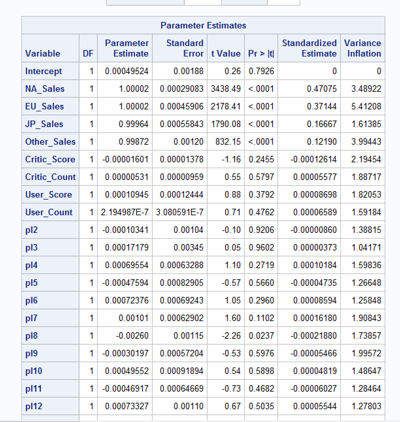 Parameter Estimates
Variable DF Parameter Estimate Standard Error t Value Pr > |t| Standardized Estimate Variance Inflation
Intercept 1 0.00049524 0.00188 0.26 0.7926 0 0
NA_Sales 1 1.00002 0.00029083 3438.49 <.0001 0.47075 3.48922
EU_Sales 1 1.00002 0.00045906 2178.41 <.0001 0.37144 5.41208
JP_Sales 1 0.99964 0.00055843 1790.08 <.0001 0.16667 1.61385
Other_Sales 1 0.99872 0.00120 832.15 <.0001 0.12190 3.99443
Critic_Score 1 -0.00001601 0.00001378 -1.16 0.2455 -0.00012614 2.19454
Critic_Count 1 0.00000531 0.00000959 0.55 0.5797 0.00005577 1.88717
User_Score 1 0.00010945 0.00012444 0.88 0.3792 0.00008698 1.82053
User_Count 1 2.194987E-7 3.080591E-7 0.71 0.4762 0.00006589 1.59184
pl2 1 -0.00010341 0.00104 -0.10 0.9206 -0.00000860 1.38815
pl3 1 0.00017179 0.00345 0.05 0.9602 0.00000373 1.04171
pl4 1 0.00069554 0.00063288 1.10 0.2719 0.00010184 1.59836
pl5 1 -0.00047594 0.00082905 -0.57 0.5660 -0.00004735 1.26648
pl6 1 0.00072376 0.00069243 1.05 0.2960 0.00008594 1.25848
pl7 1 0.00101 0.00062902 1.60 0.1102 0.00016180 1.90843
pl8 1 -0.00260 0.00115 -2.26 0.0237 -0.00021880 1.73857
pl9 1 -0.00030197 0.00057204 -0.53 0.5976 -0.00005466 1.99572
pl10 1 0.00049552 0.00091894 0.54 0.5898 0.00004819 1.48647
pl11 1 -0.00046917 0.00064669 -0.73 0.4682 -0.00006027 1.28464
pl12 1 0.00073327 0.00110 0.67 0.5035 0.00005544 1.27803